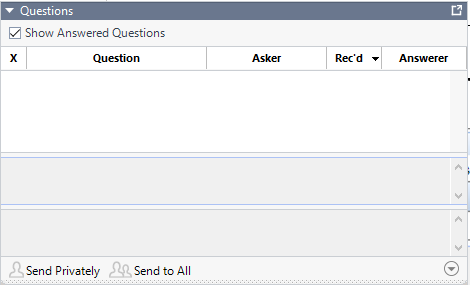 Questions
Show Answered Questions
X Question Asker Rec'd Answerer
Send Privately Send to All